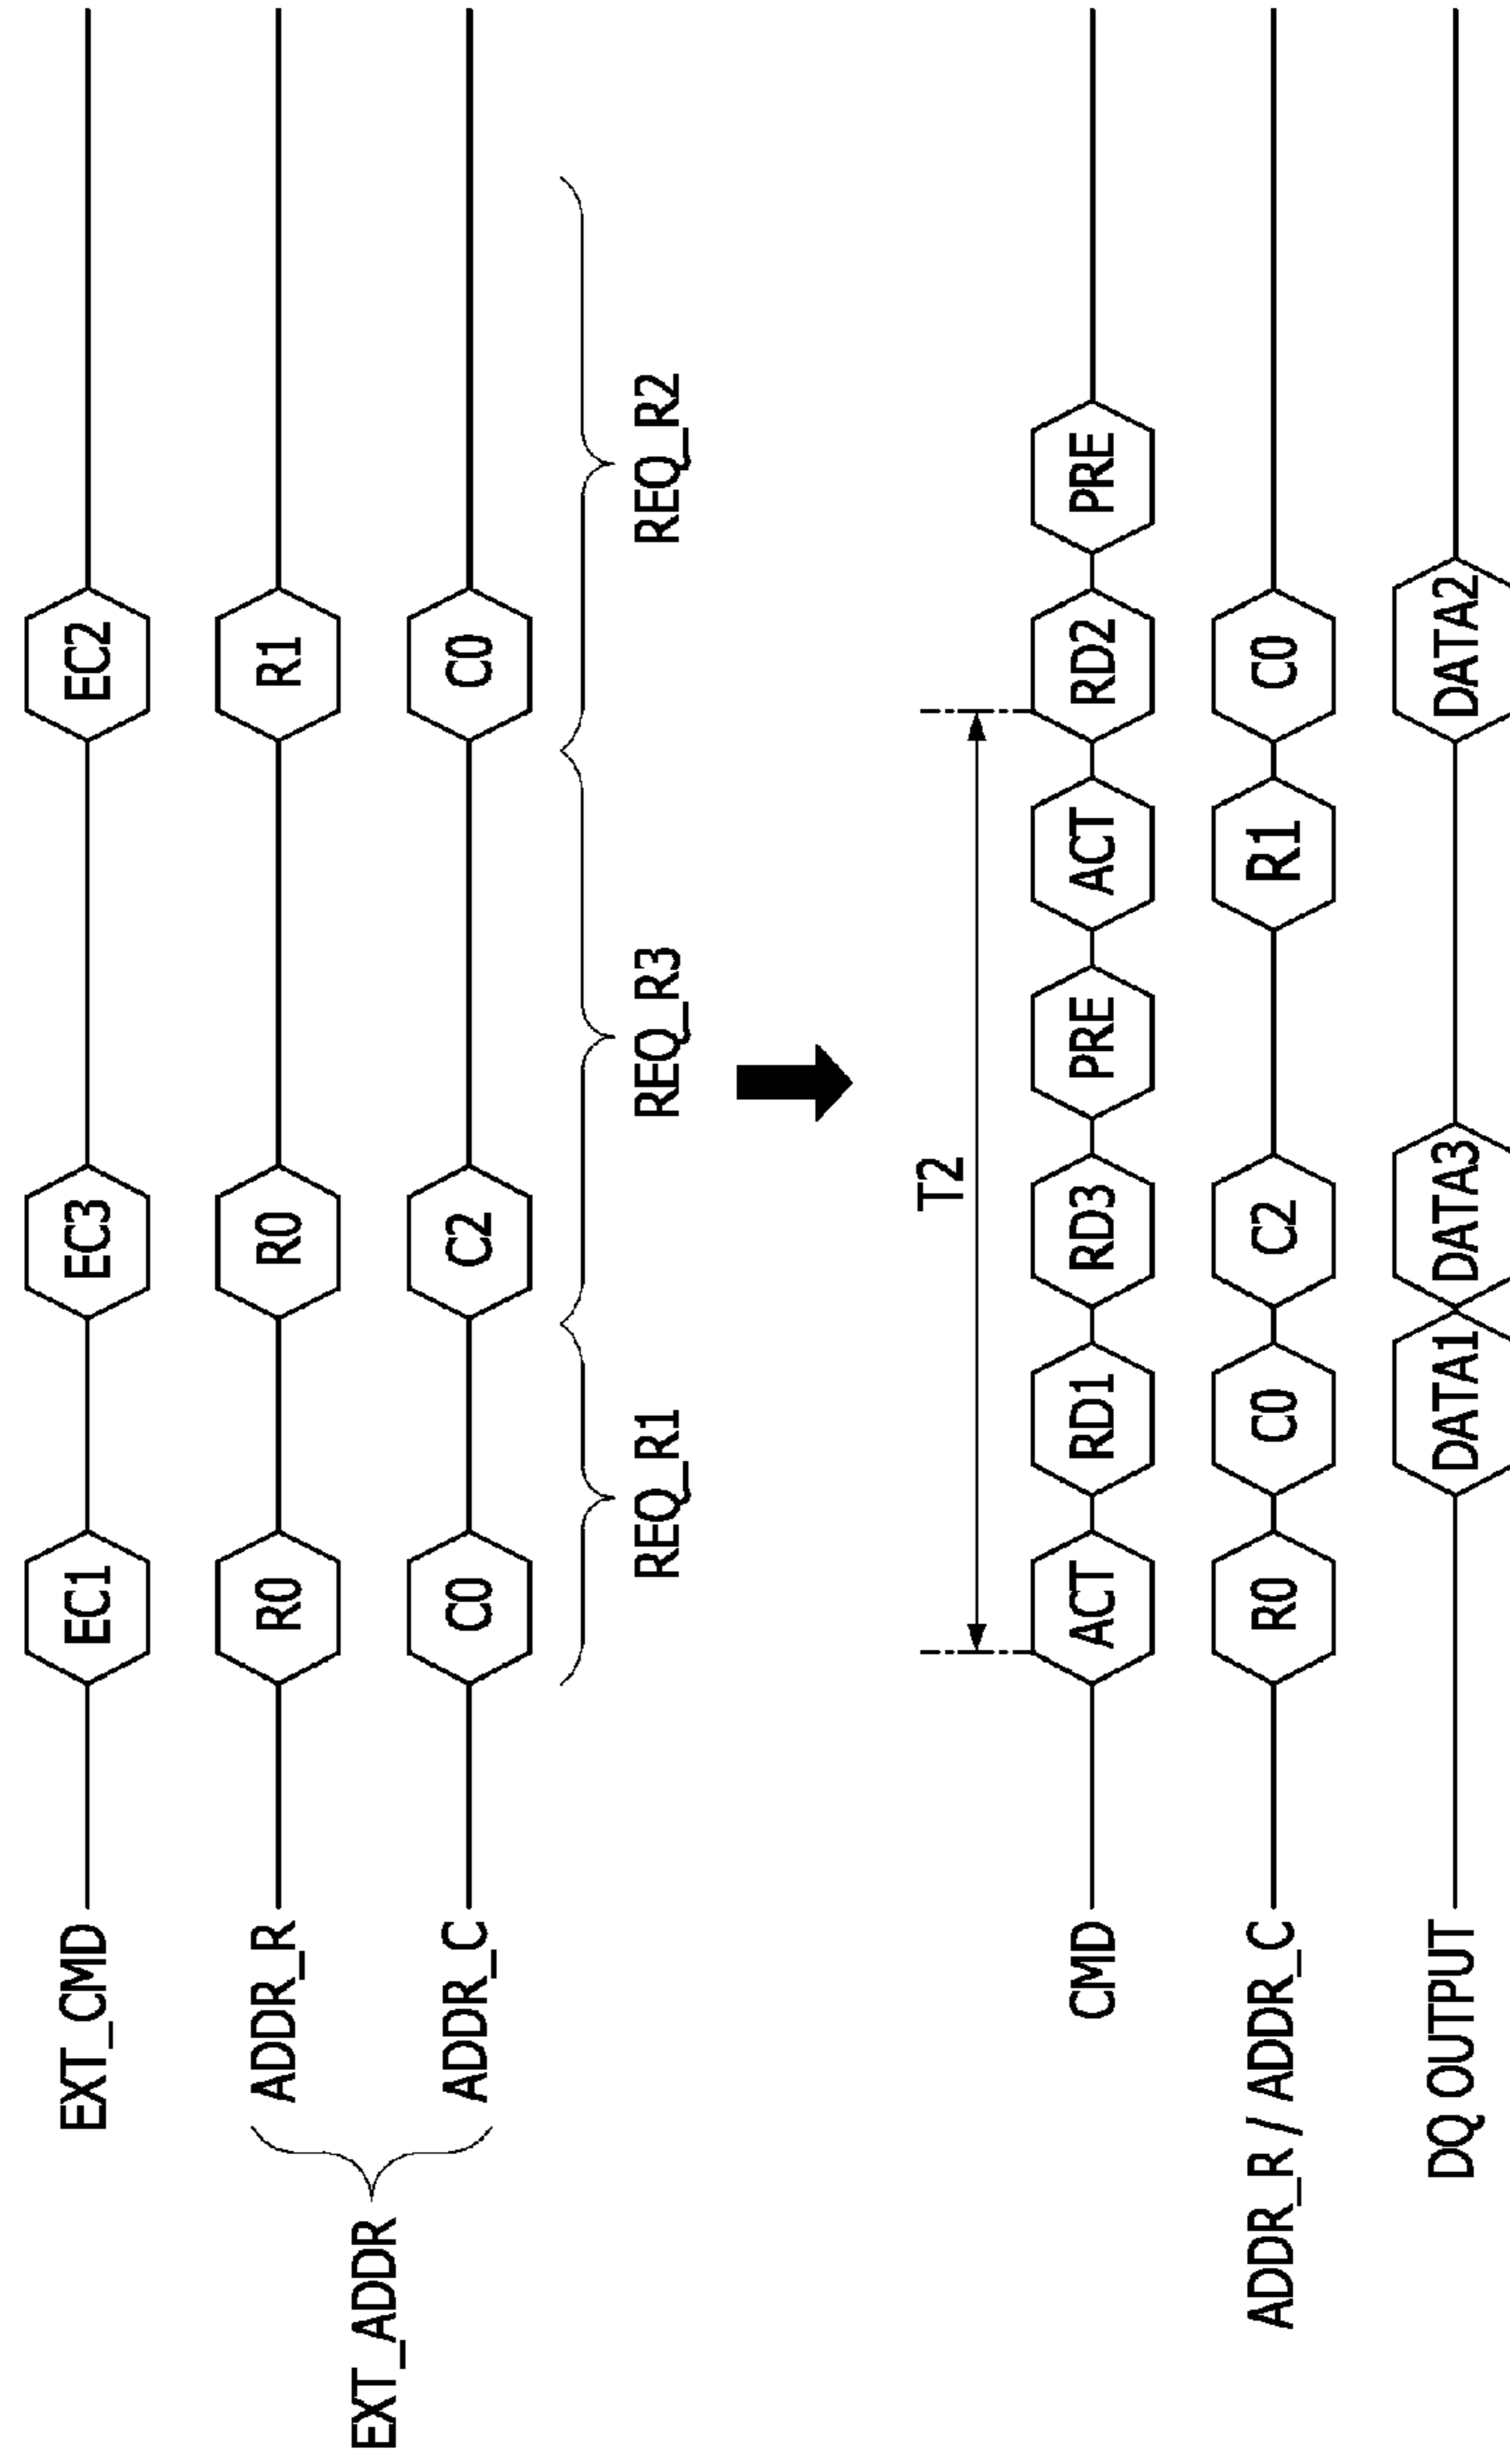 EXT_CMD EC1 EC3 EC2
EXT_ADDR
ADDR_R R0 R0 R1
ADDR_C C0 C2 C0
REQ_R1 REQ_R3 REQ_R2
T2
CMD ACT RD1 RD3 PRE ACT RD2 PRE
ADDR_R / ADDR_C R0 C0 C2 R1 C0
DQ OUTPUT DATA1 DATA3 DATA2